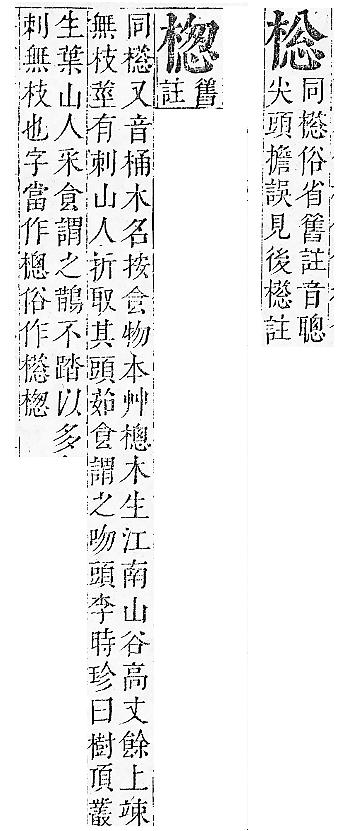 棇
同樬俗省舊註音聰
尖頭擔誤見後樬註
楤
舊
註
同樬又音桶木名按食物本艸樬木生江南山谷高丈餘上竦
無枝莖有刺山人折取其頭茹食謂之吻頭李時珍曰樹頂叢
生葉山人采食謂之鵲不踏以多
刺無枝也字當作樬俗作樬楤